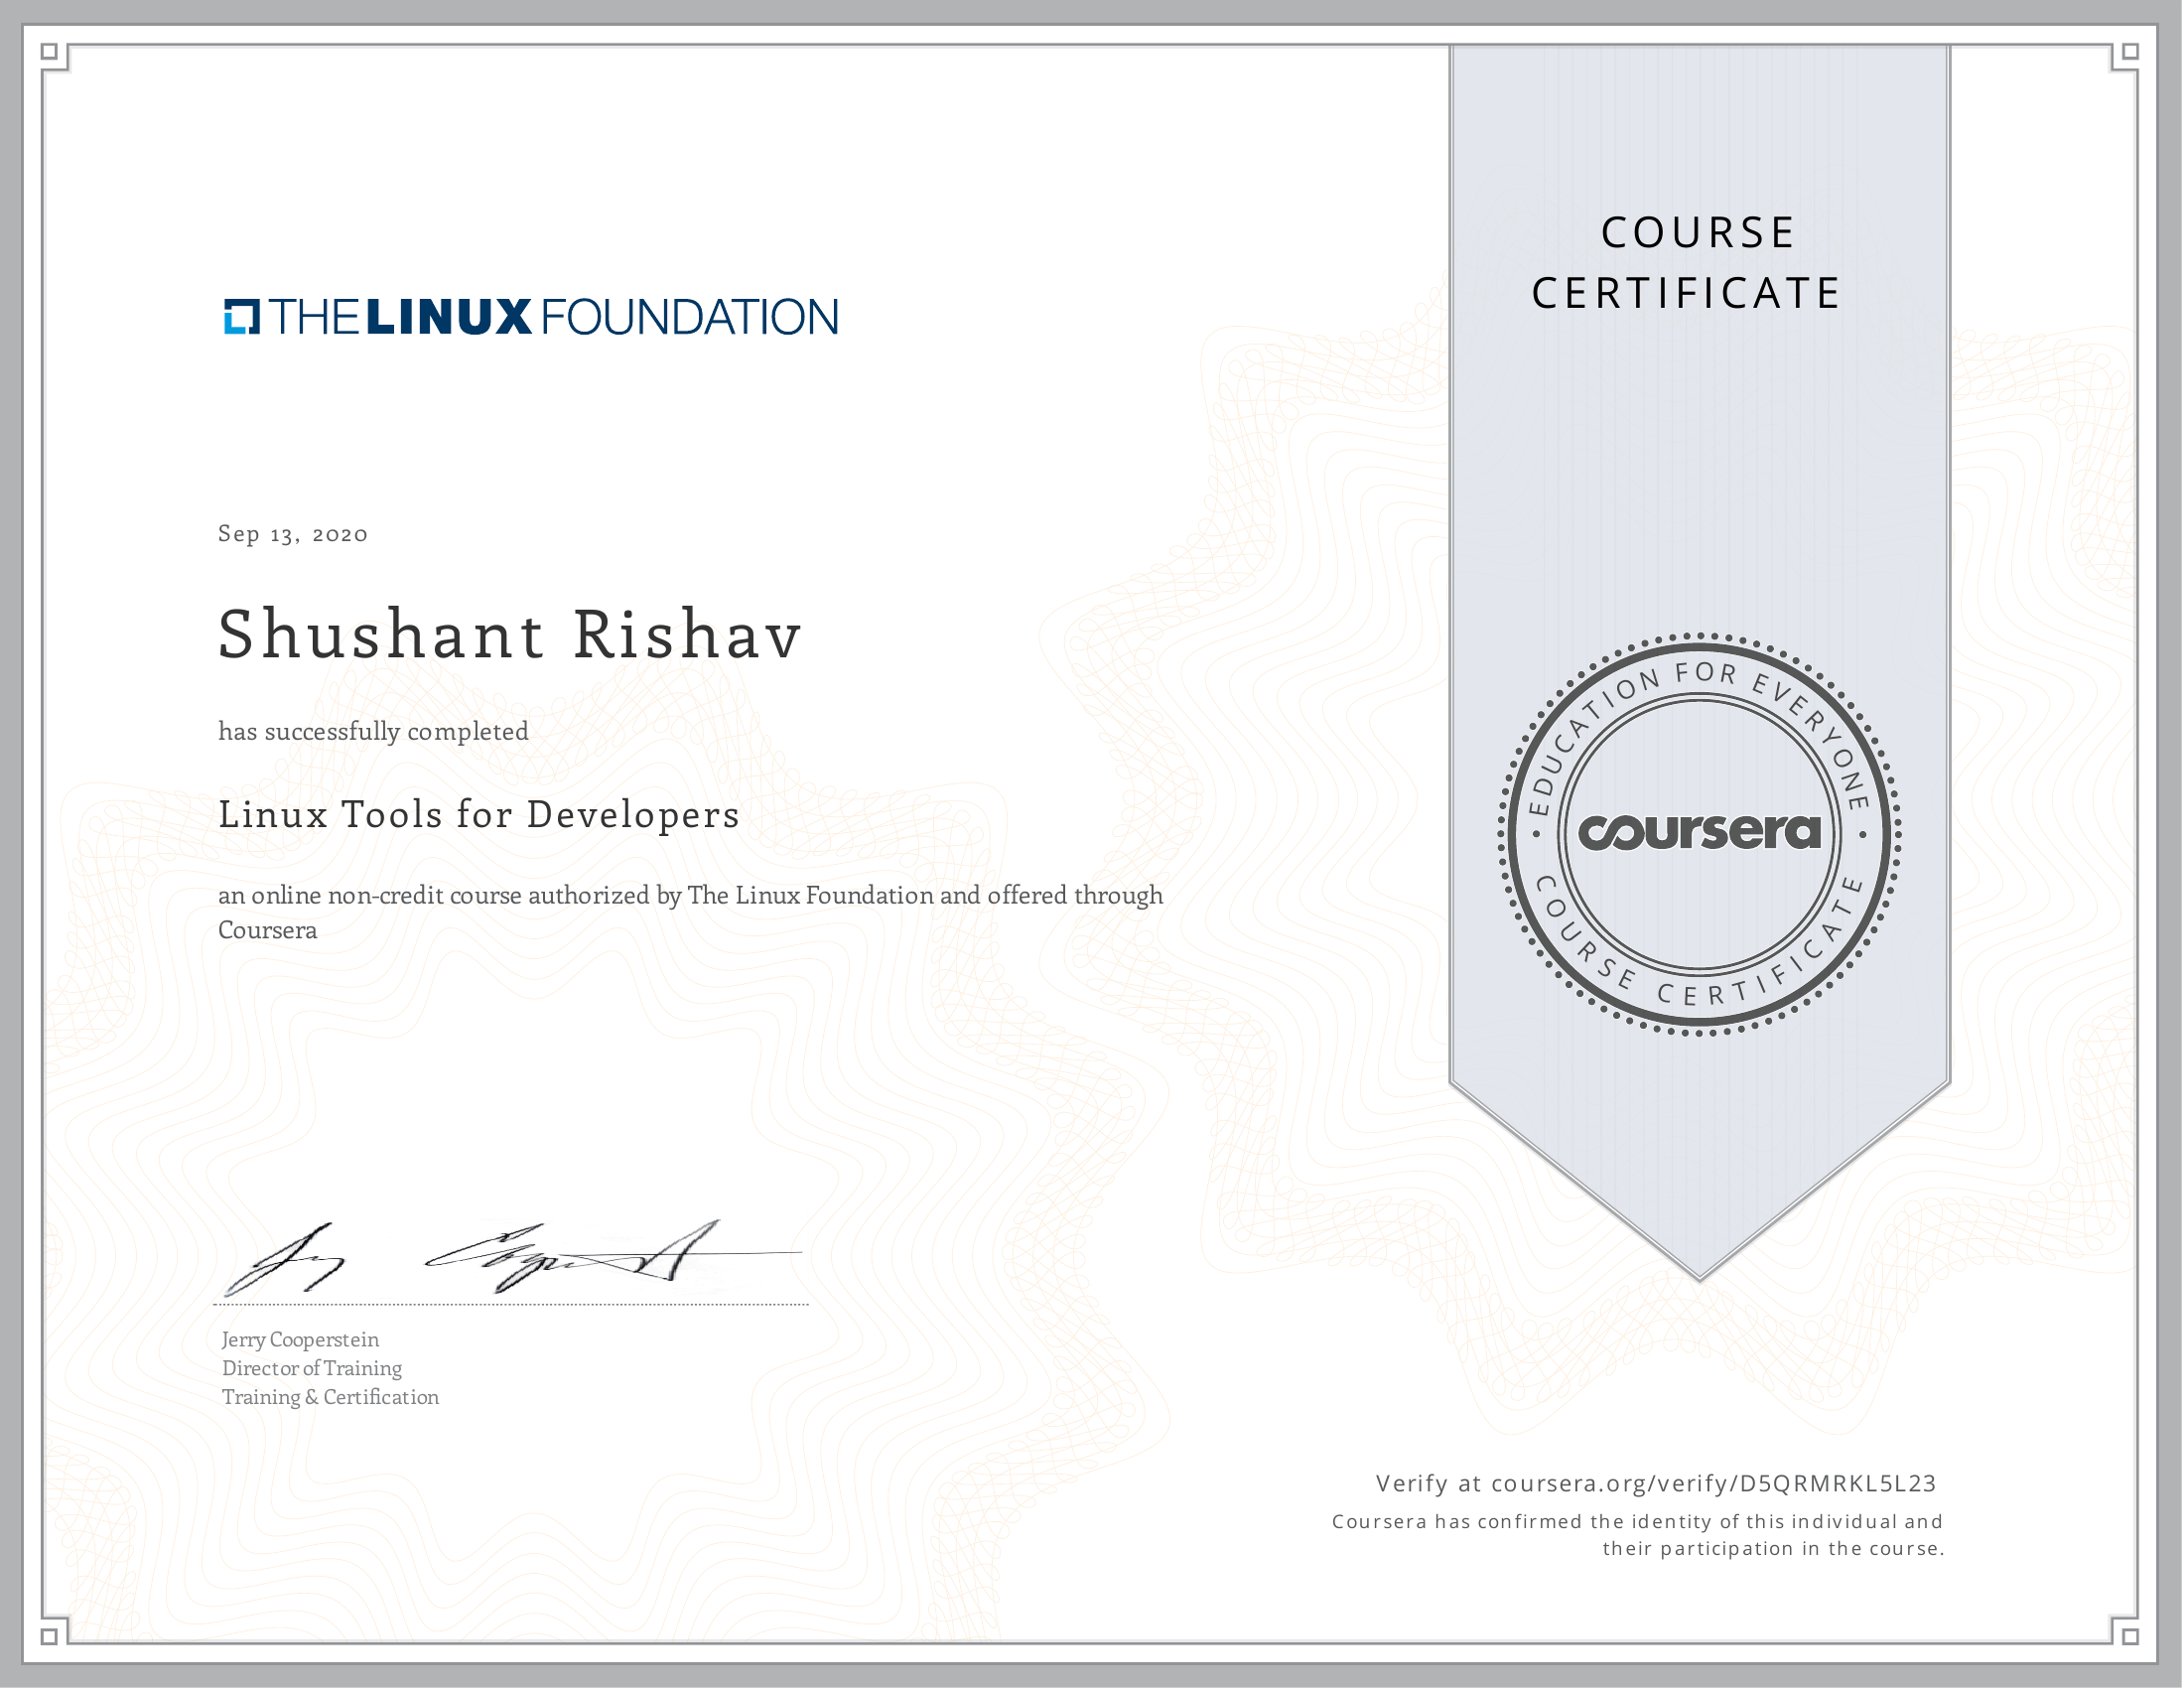 THE LINUX FOUNDATION
COURSE
CERTIFICATE
Sep 13, 2020
Shushant Rishav
has successfully completed
Linux Tools for Developers
an online non-credit course authorized by The Linux Foundation and offered through
Coursera
EDUCATION FOR EVERYONE
coursera
COURSE CERTIFICATE
Jerry Cooperstein
Director of Training
Training & Certification
Verify at coursera.org/verify/D5QRMRKL5L23
Coursera has confirmed the identity of this individual and
their participation in the course.